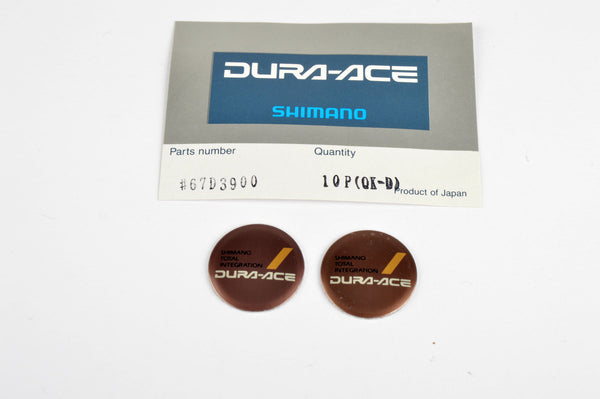 DURA-ACE
SHIMANO
Parts number
Quantity
#67D3900
10P(QK-D)
Product of Japan
SHIMANO
TOTAL
INTEGRATION
DURA-ACE
SHIMANO
TOTAL
INTEGRATION
DURA-ACE